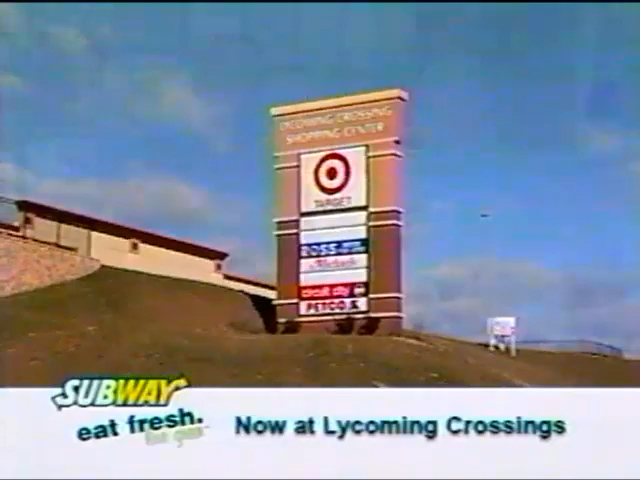 LYCOMING CROSSING
SHOPPING CENTER
TARGET
ROSS
Michaels
circuit city
PETCO
SUBWAY
eat fresh.
Now at Lycoming Crossings